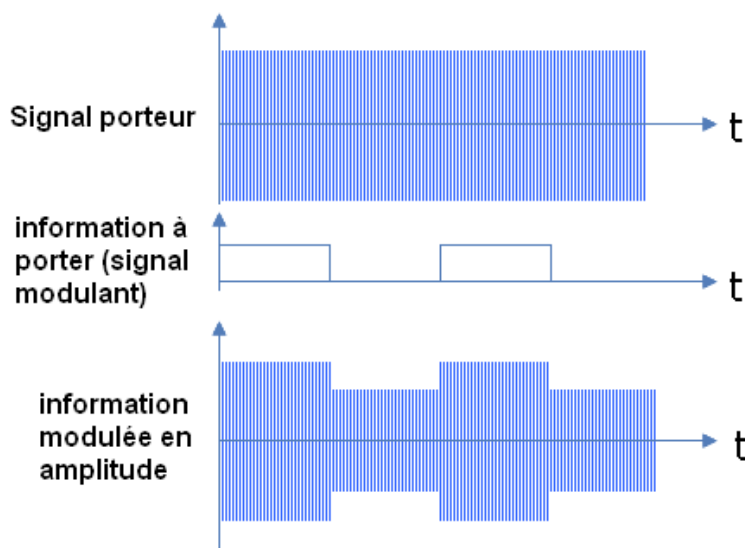 Signal porteur
t
information à
porter (signal
modulant)
t
information
modulée en
amplitude
t